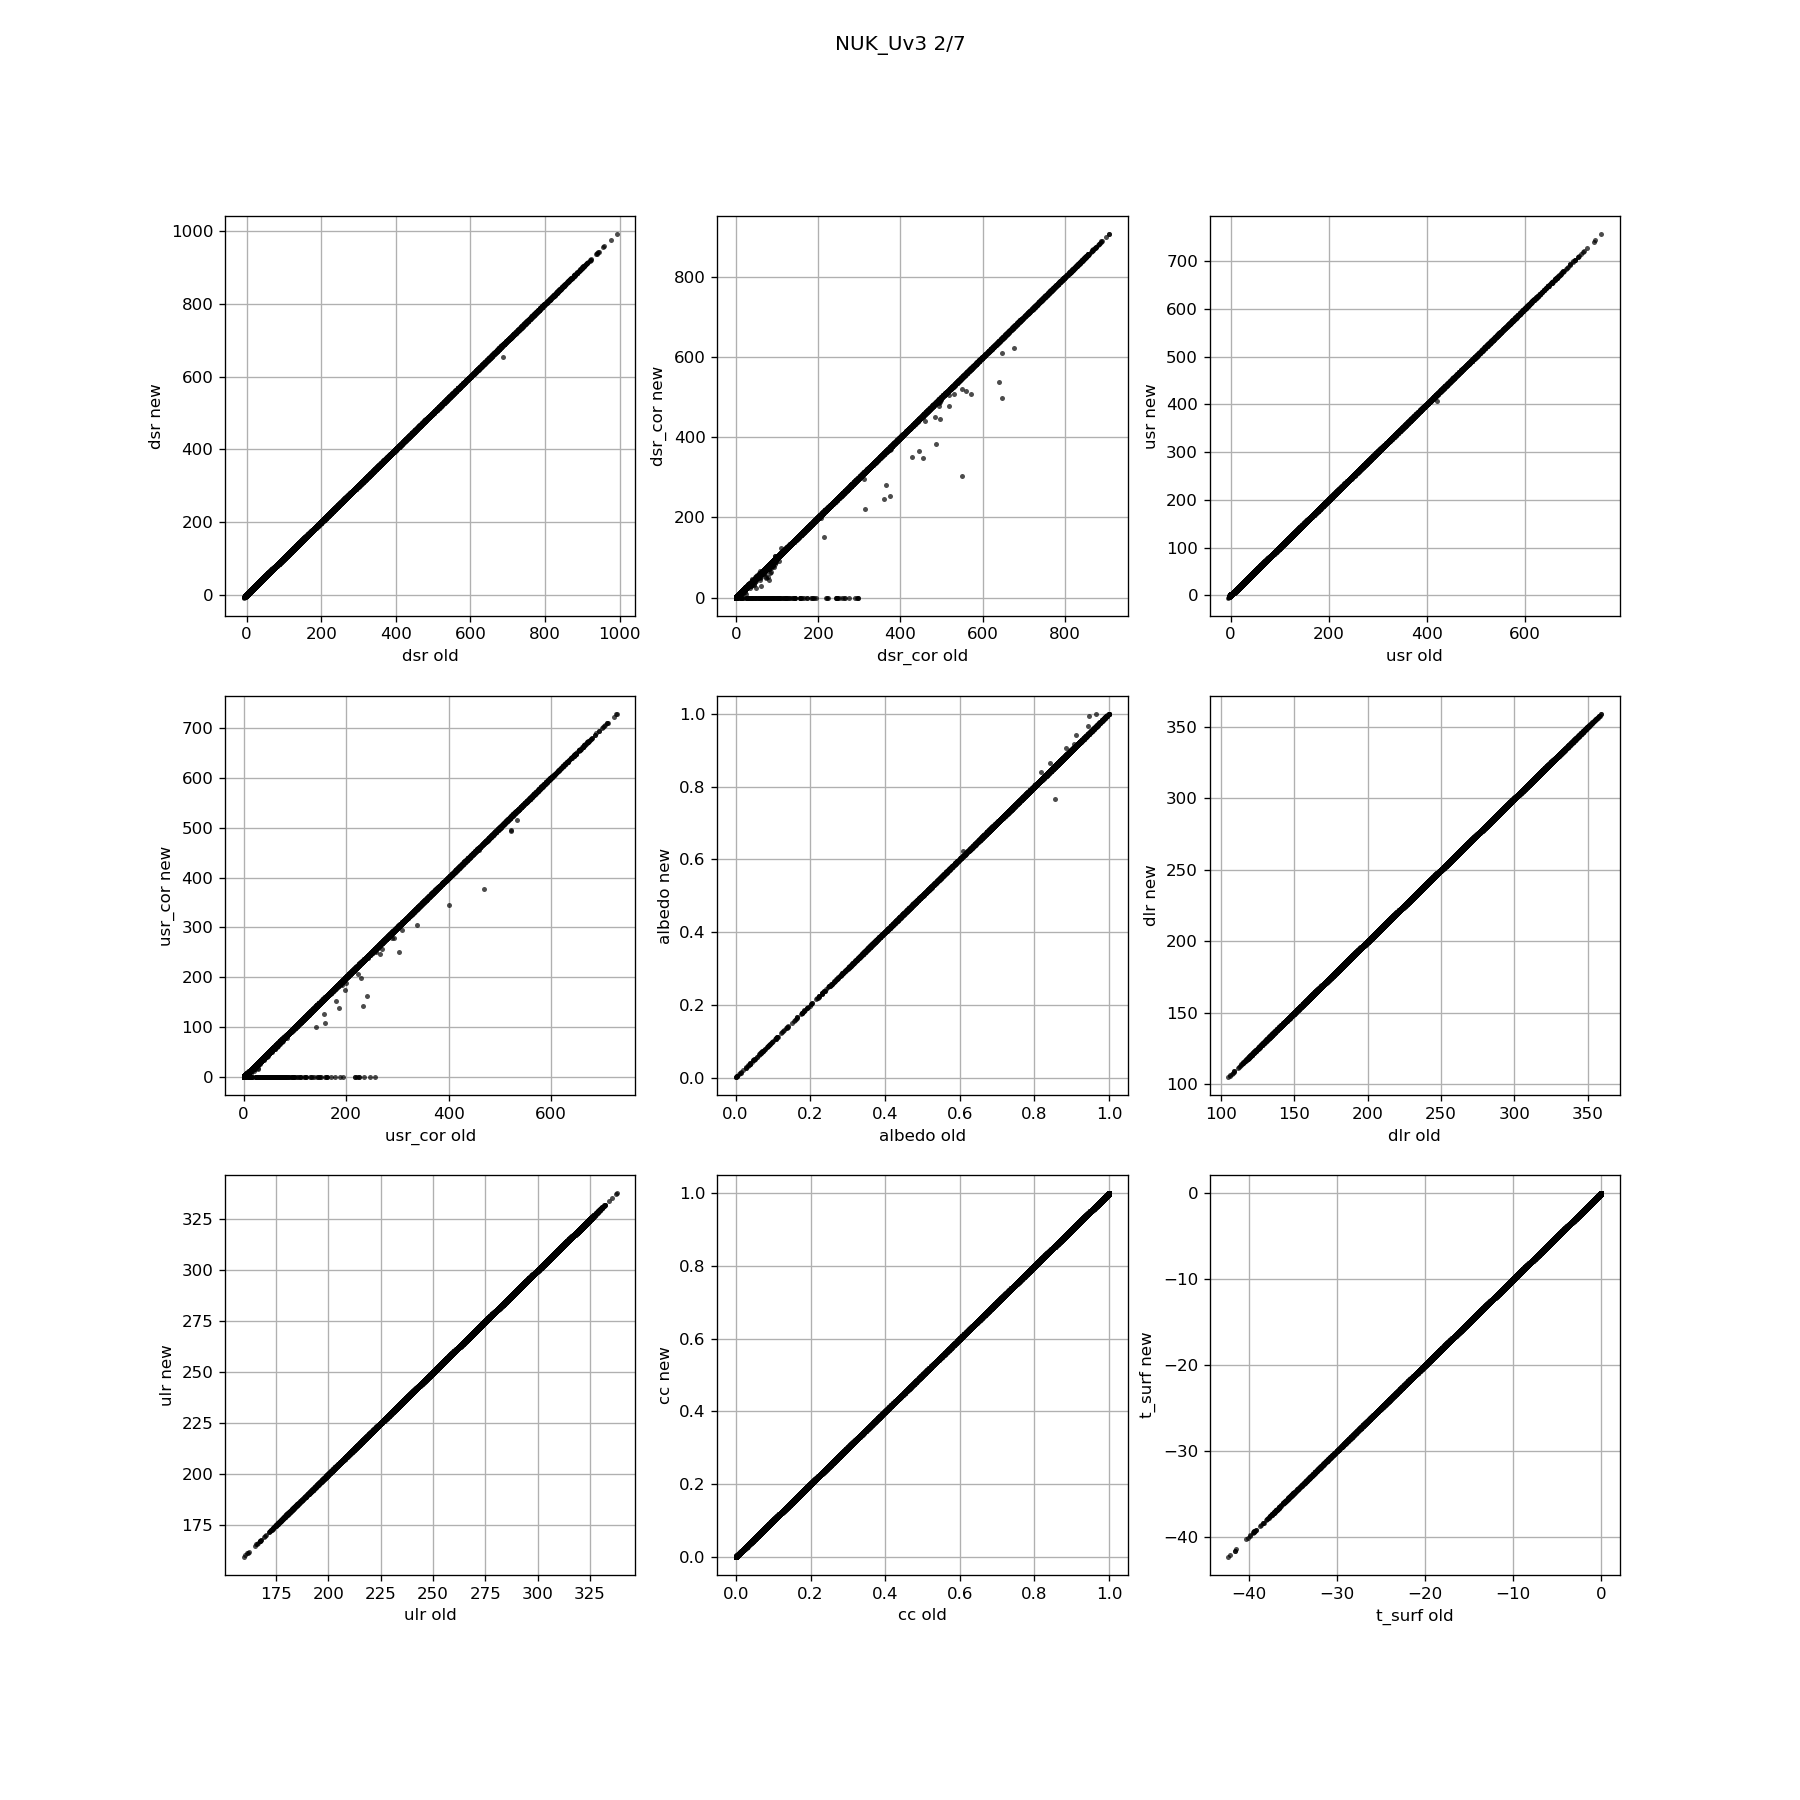 NUK_Uv3 2/7
1000
800
600
400
200
0
dsr new
0 200 400 600 800 1000
dsr old
800
600
400
200
0
dsr_cor new
0 200 400 600 800
dsr_cor old
700
600
500
400
300
200
100
0
usr new
0 200 400 600
usr old
700
600
500
400
300
200
100
0
usr_cor new
0 200 400 600
usr_cor old
1.0
0.8
0.6
0.4
0.2
0.0
albedo new
0.0 0.2 0.4 0.6 0.8 1.0
albedo old
350
300
250
200
150
100
dlr new
100 150 200 250 300 350
dlr old
325
300
275
250
225
200
175
ulr new
175 200 225 250 275 300 325
ulr old
1.0
0.8
0.6
0.4
0.2
0.0
cc new
0.0 0.2 0.4 0.6 0.8 1.0
cc old
0
−10
−20
−30
−40
t_surf new
−40 −30 −20 −10 0
t_surf old